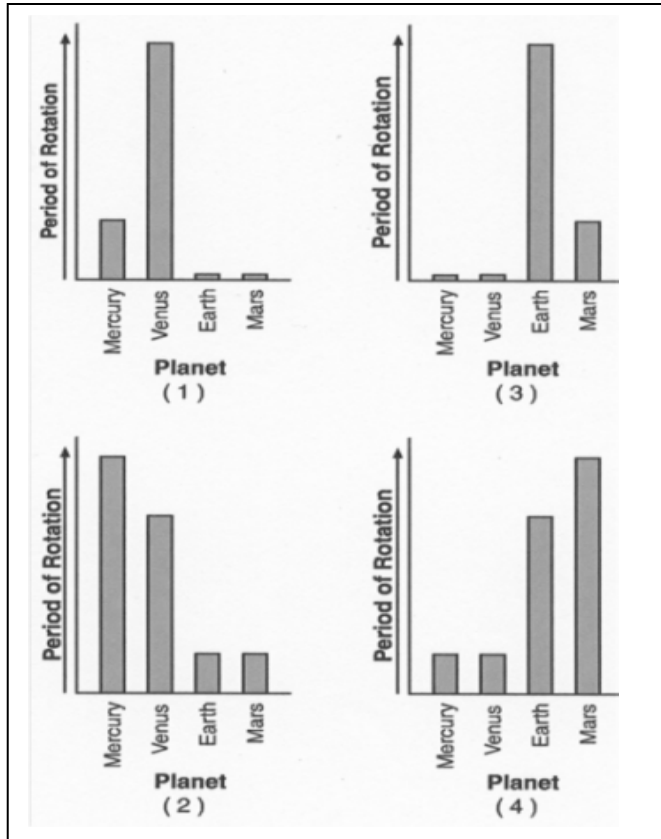 Period of Rotation
Mercury
Venus
Earth
Mars
Planet
(1)
Period of Rotation
Mercury
Venus
Earth
Mars
Planet
(3)
Period of Rotation
Mercury
Venus
Earth
Mars
Planet
(2)
Period of Rotation
Mercury
Venus
Earth
Mars
Planet
(4)